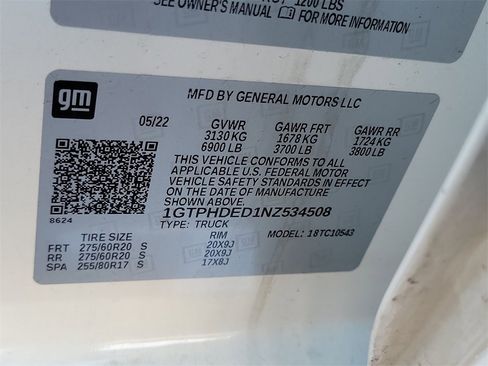 1200 LBS
SEE OWNER'S MANUAL FOR MORE INFORMATION
gm
MFD BY GENERAL MOTORS LLC
05/22 GVWR GAWR FRT GAWR RR
3130 KG 1678 KG 1724 KG
6900 LB 3700 LB 3800 LB
THIS VEHICLE CONFORMS TO ALL
APPLICABLE U.S. FEDERAL MOTOR
VEHICLE SAFETY STANDARDS IN EFFECT
ON THE DATE OF MANUFACTURE
SHOWN ABOVE.
1GTPHDED1NZ534508
8624
TYPE: TRUCK MODEL: 18TC10543
TIRE SIZE RIM
FRT 275/60R20 S 20X9J
RR 275/60R20 S 20X9J
SPA 255/80R17 S 17X8J